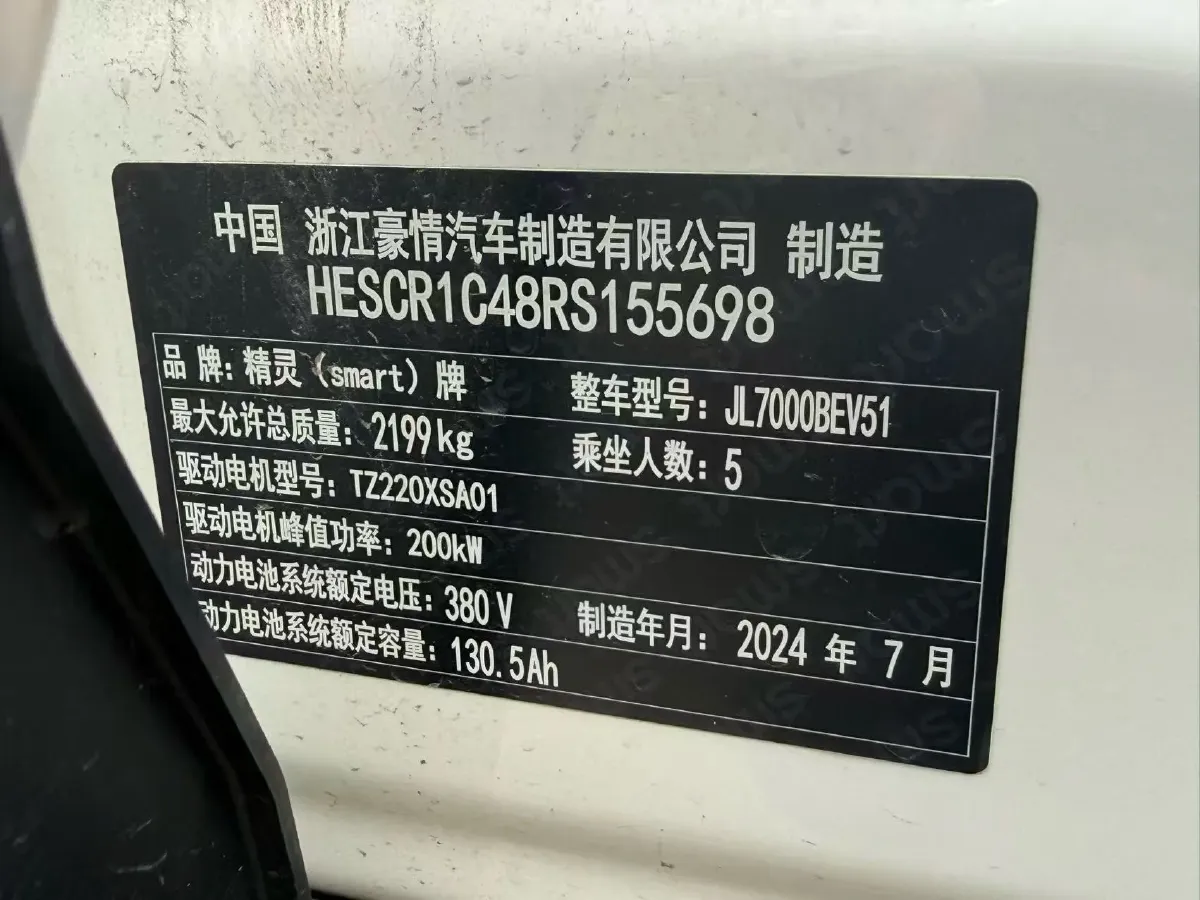 中国 浙江豪情汽车制造有限公司 制造
HESCR1C48RS155698
品 牌: 精灵（smart）牌 整车型号: JL7000BEV51
最大允许总质量: 2199kg 乘坐人数: 5
驱动电机型号: TZ220XSA01
驱动电机峰值功率: 200kW
动力电池系统额定电压: 380V 制造年月: 2024 年 7 月
动力电池系统额定容量: 130.5Ah